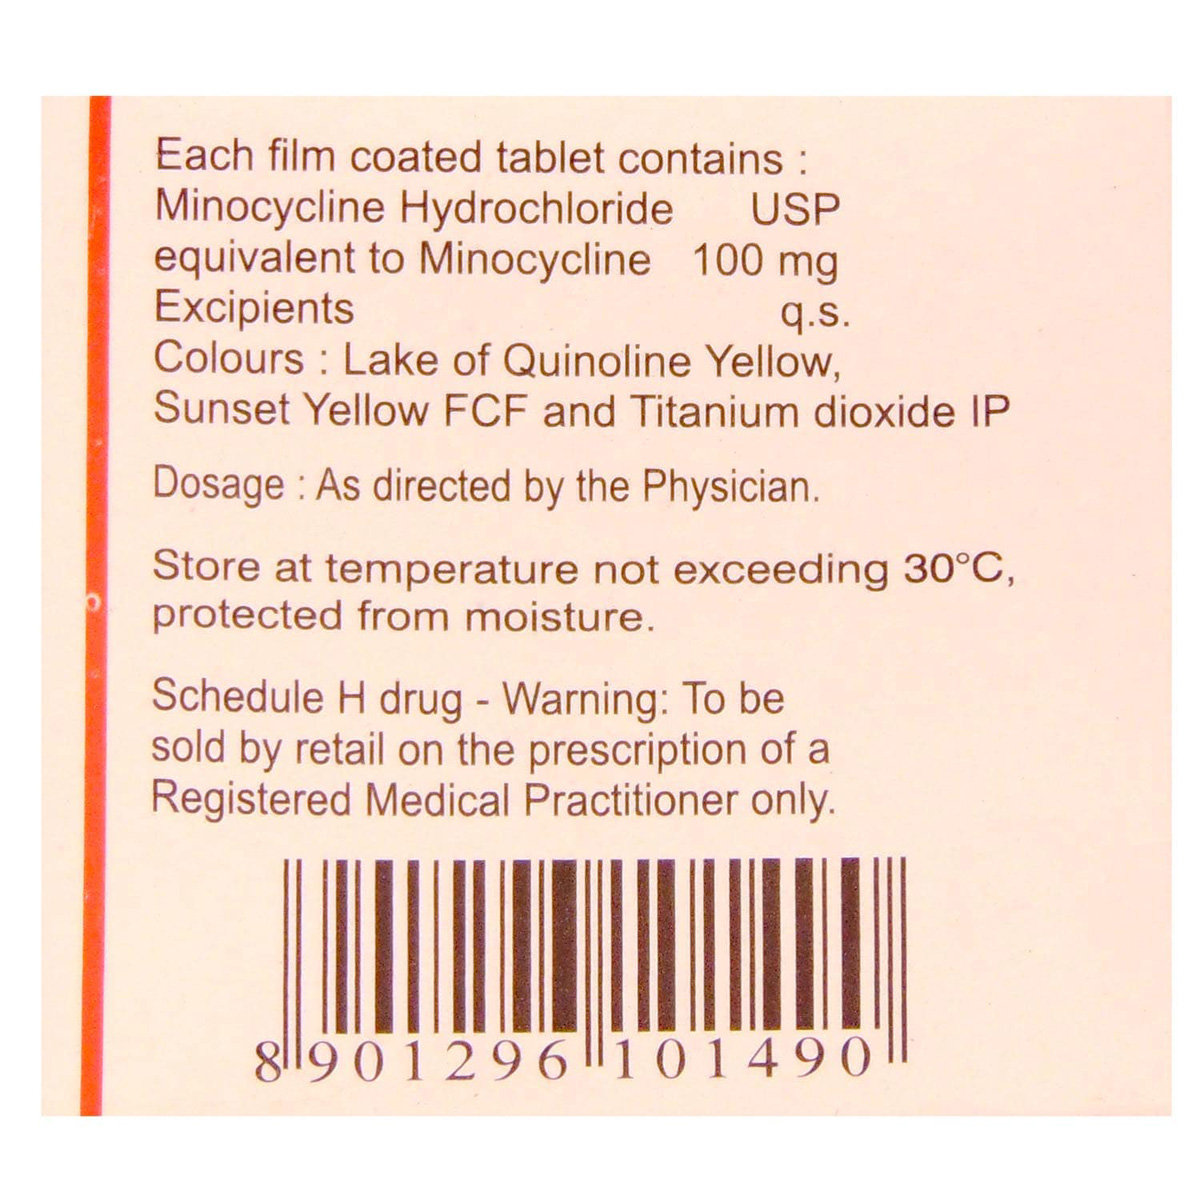 Each film coated tablet contains :
Minocycline Hydrochloride USP
equivalent to Minocycline 100 mg
Excipients q.s.
Colours : Lake of Quinoline Yellow,
Sunset Yellow FCF and Titanium dioxide IP
Dosage : As directed by the Physician.
Store at temperature not exceeding 30°C,
protected from moisture.
Schedule H drug - Warning: To be
sold by retail on the prescription of a
Registered Medical Practitioner only.
8 901296 101490